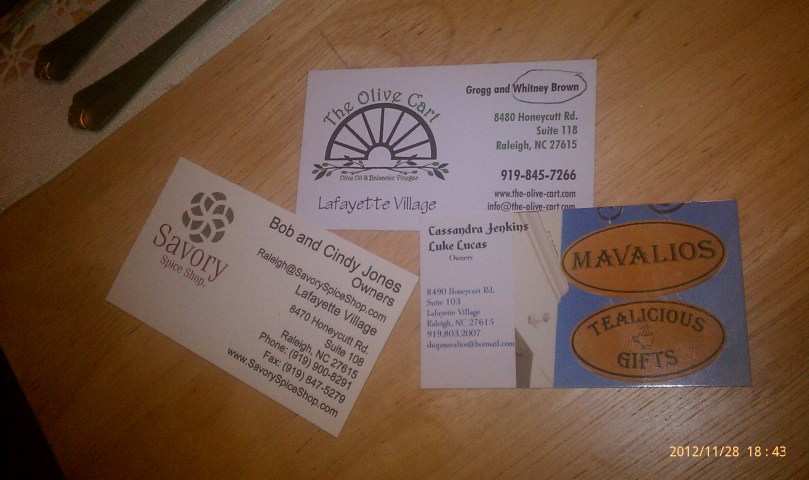 The Olive Cart
Olive Oil & Balsamic Vinegar
Lafayette Village
Gregg and Whitney Brown
8480 Honeycutt Rd.
Suite 118
Raleigh, NC 27615
919-845-7266
www.the-olive-cart.com
info@the-olive-cart.com
Savory
Spice Shop.
Bob and Cindy Jones
Owners
Raleigh@SavorySpiceShop.com
Lafayette Village
8470 Honeycutt Rd.
Suite 108
Raleigh, NC 27615
Phone: (919) 900-8291
Fax: (919) 847-5279
www.SavorySpiceShop.com
Cassandra Jenkins
Luke Lucas
Owners
8490 Honeycutt Rd.
Suite 103
Lafayette Village
Raleigh, NC 27615
919.803.2007
shopmavalios@hotmail.com
MAVALIOS
TEALICIOUS
GIFTS
2012/11/28 18:43